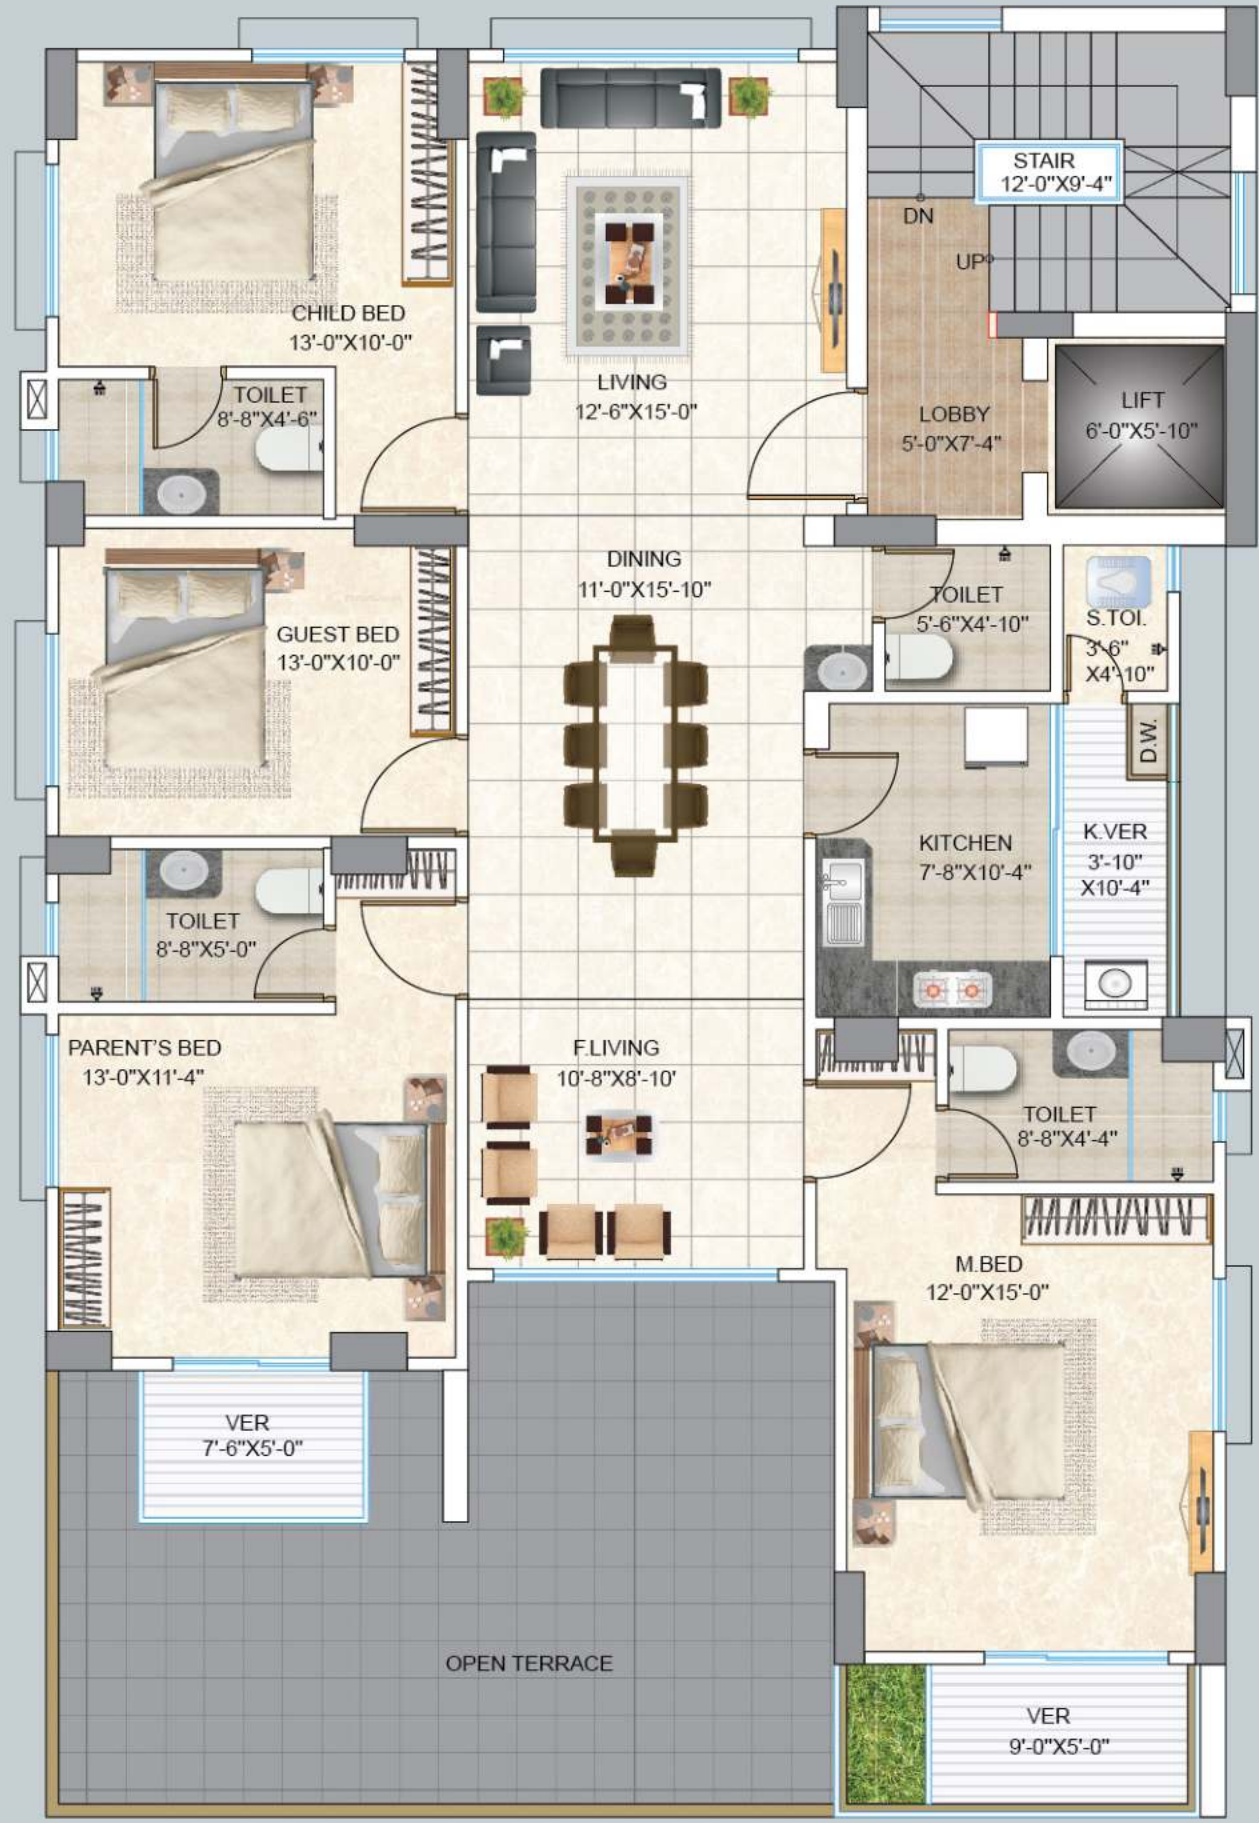 STAIR
12'-0"X9'-4"
DN
UP
CHILD BED
13'-0"X10'-0"
LIVING
12'-6"X15'-0"
TOILET
8'-8"X4'-6"
LOBBY
5'-0"X7'-4"
LIFT
6'-0"X5'-10"
DINING
11'-0"X15'-10"
TOILET
5'-6"X4'-10"
S.TOI.
3'-6"
X4'-10"
GUEST BED
13'-0"X10'-0"
D.W.
KITCHEN
7'-8"X10'-4"
K.VER
3'-10"
X10'-4"
TOILET
8'-8"X5'-0"
PARENT'S BED
13'-0"X11'-4"
F.LIVING
10'-8"X8'-10'
TOILET
8'-8"X4'-4"
M.BED
12'-0"X15'-0"
VER
7'-6"X5'-0"
OPEN TERRACE
VER
9'-0"X5'-0"